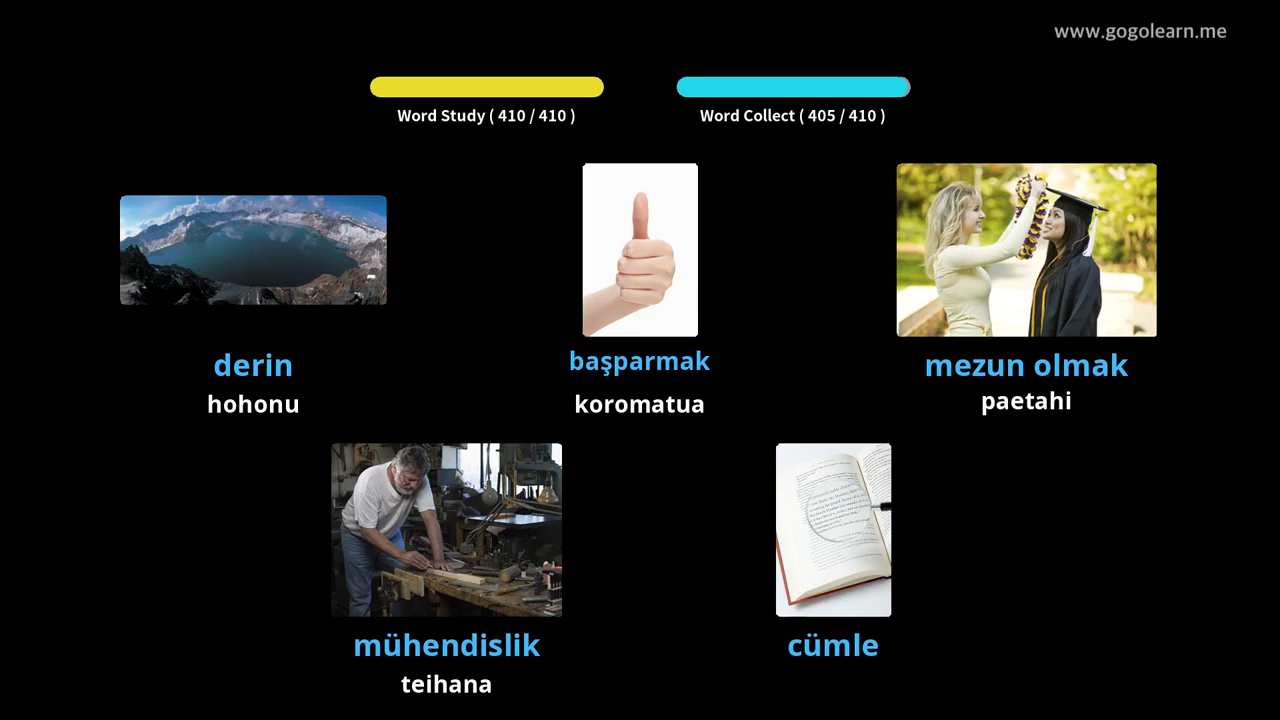 www.gogolearn.me
Word Study ( 410 / 410 )
Word Collect ( 405 / 410 )
derin
başparmak
mezun olmak
hohonu
koromatua
paetahi
mühendislik
cümle
teihana